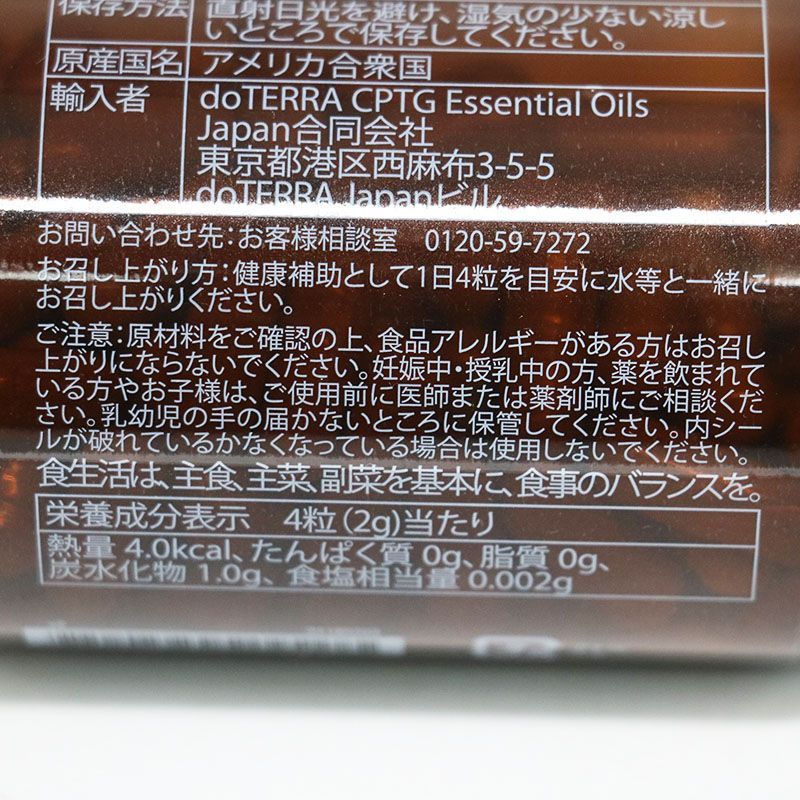 保存方法 直射日光を避け、湿気の少ない涼し
いところで保存してください。
原産国名 アメリカ合衆国
輸入者 doTERRA CPTG Essential Oils
Japan合同会社
東京都港区西麻布3-5-5
doTERRA Japanビル
お問い合わせ先：お客様相談室 0120-59-7272
お召し上がり方：健康補助として1日4粒を目安に水等と一緒に
お召し上がりください。
ご注意：原材料をご確認の上、食品アレルギーがある方はお召し
上がりにならないでください。妊娠中・授乳中の方、薬を飲まれて
いる方やお子様は、ご使用前に医師または薬剤師にご相談くだ
さい。乳幼児の手の届かないところに保管してください。内シー
ルが破れているかなくなっている場合は使用しないでください。
食生活は、主食、主菜、副菜を基本に、食事のバランスを。
栄養成分表示 4粒（2g）当たり
熱量 4.0kcal、たんぱく質 0g、脂質 0g、
炭水化物 1.0g、食塩相当量 0.002g